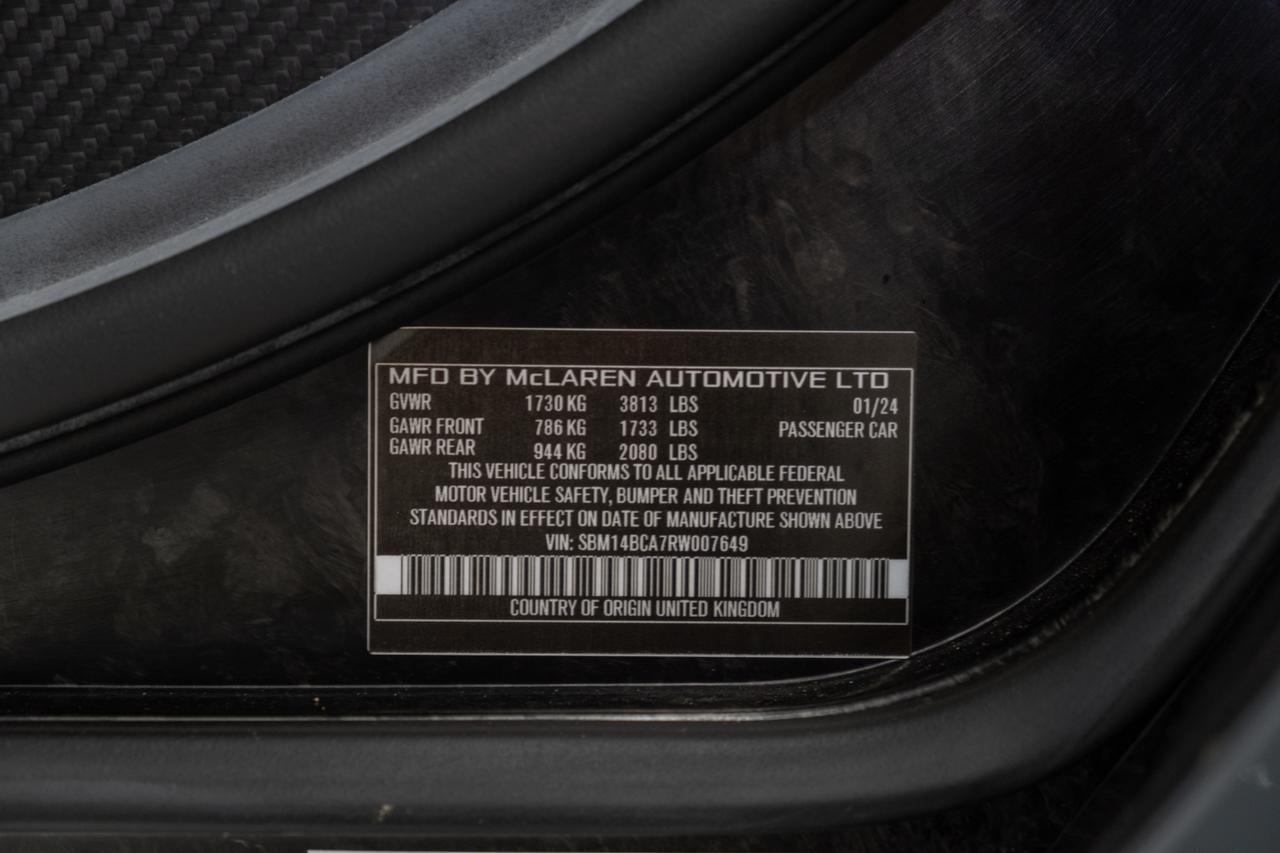 MFD BY McLAREN AUTOMOTIVE LTD
GVWR 1730 KG 3813 LBS 01/24
GAWR FRONT 786 KG 1733 LBS PASSENGER CAR
GAWR REAR 944 KG 2080 LBS
THIS VEHICLE CONFORMS TO ALL APPLICABLE FEDERAL
MOTOR VEHICLE SAFETY, BUMPER AND THEFT PREVENTION
STANDARDS IN EFFECT ON DATE OF MANUFACTURE SHOWN ABOVE
VIN: SBM14BCA7RW007649
COUNTRY OF ORIGIN UNITED KINGDOM